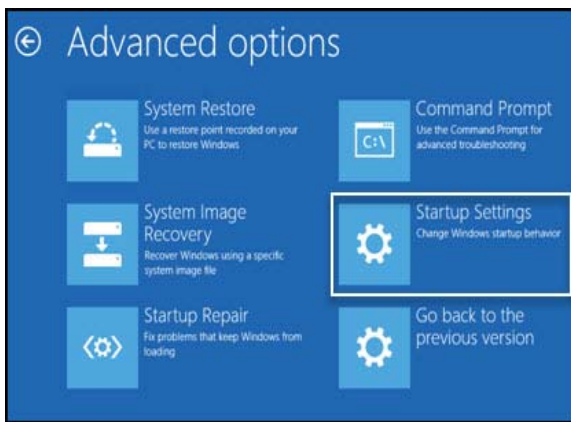 Advanced options
System Restore
Use a restore point recorded on your
PC to restore Windows
Command Prompt
Use the Command Prompt for
advanced troubleshooting
C:\
System Image
Recovery
Recover Windows using a specific
system image file
Startup Settings
Change Windows startup behavior
Startup Repair
Fix problems that keep Windows from
loading
Go back to the
previous version